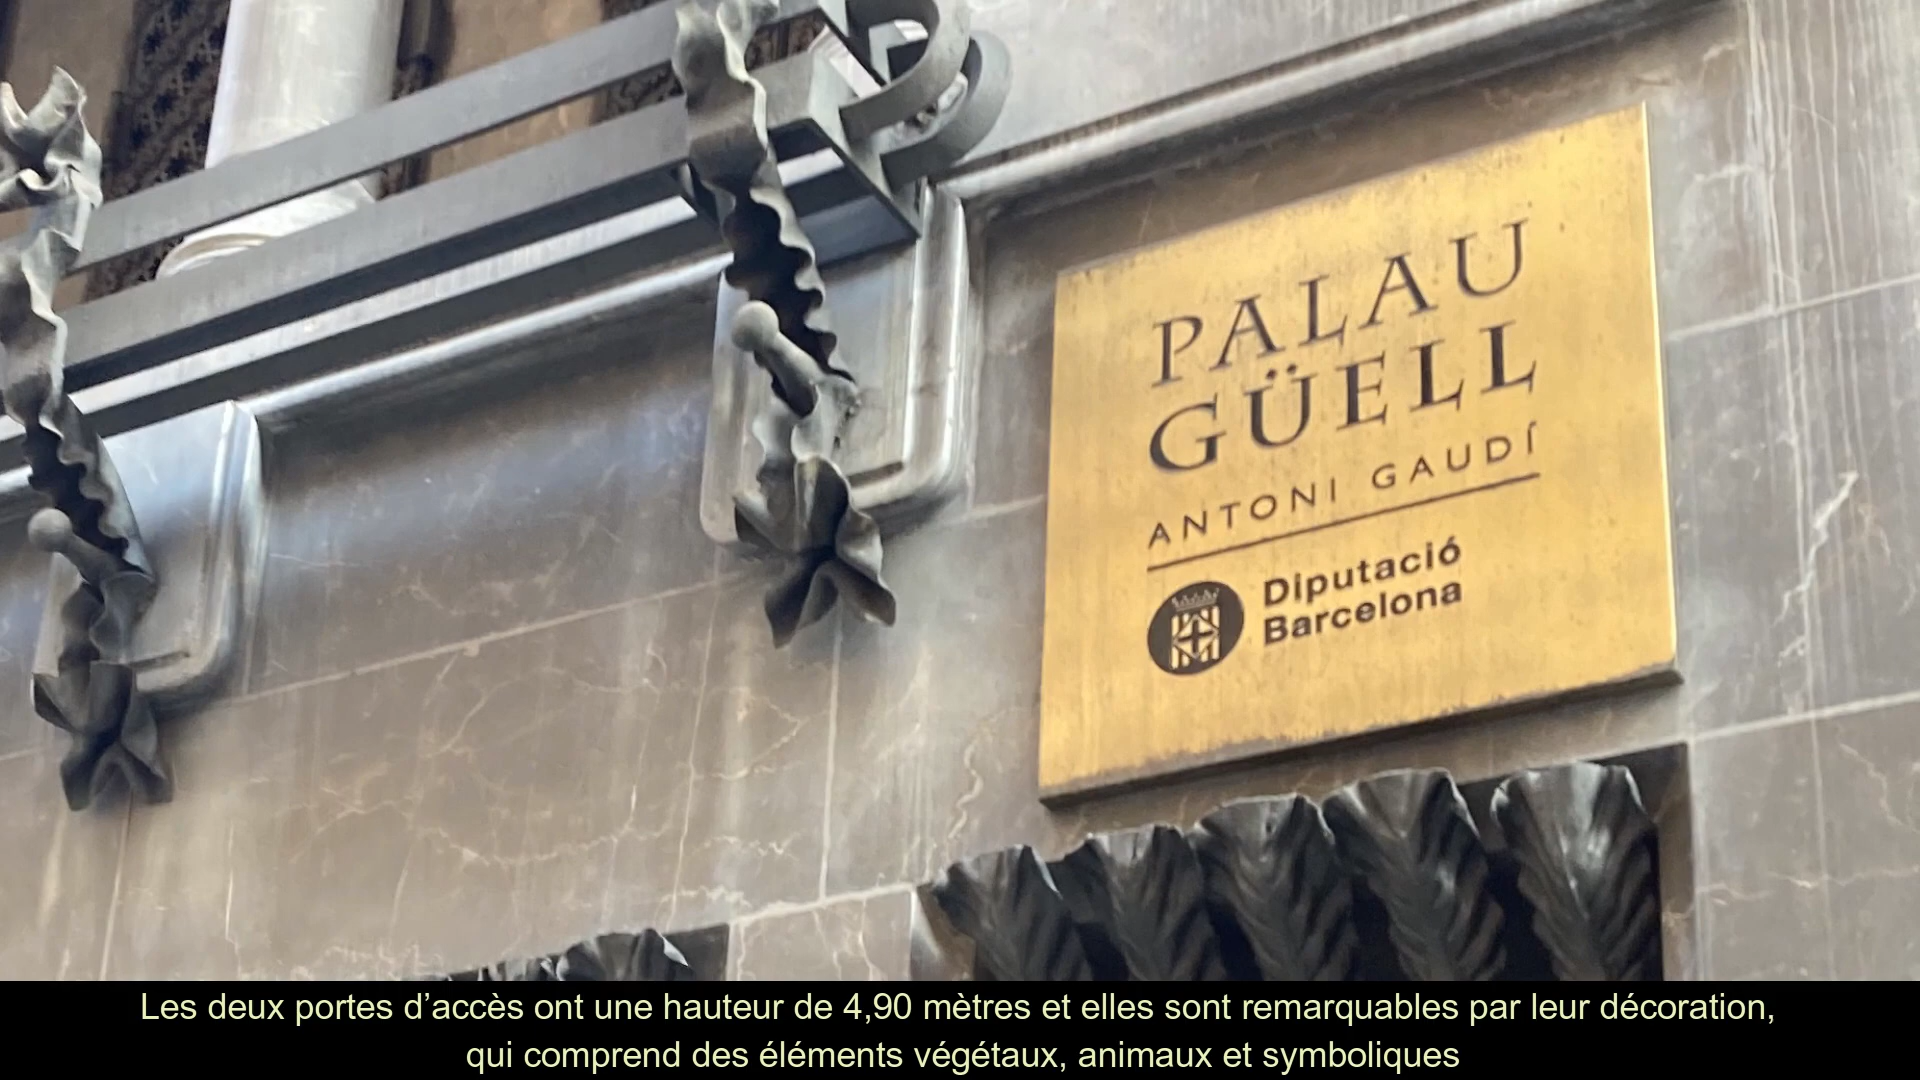 PALAU
GÜELL
ANTONI GAUDÍ
Diputació
Barcelona
Les deux portes d’accès ont une hauteur de 4,90 mètres et elles sont remarquables par leur décoration,
qui comprend des éléments végétaux, animaux et symboliques